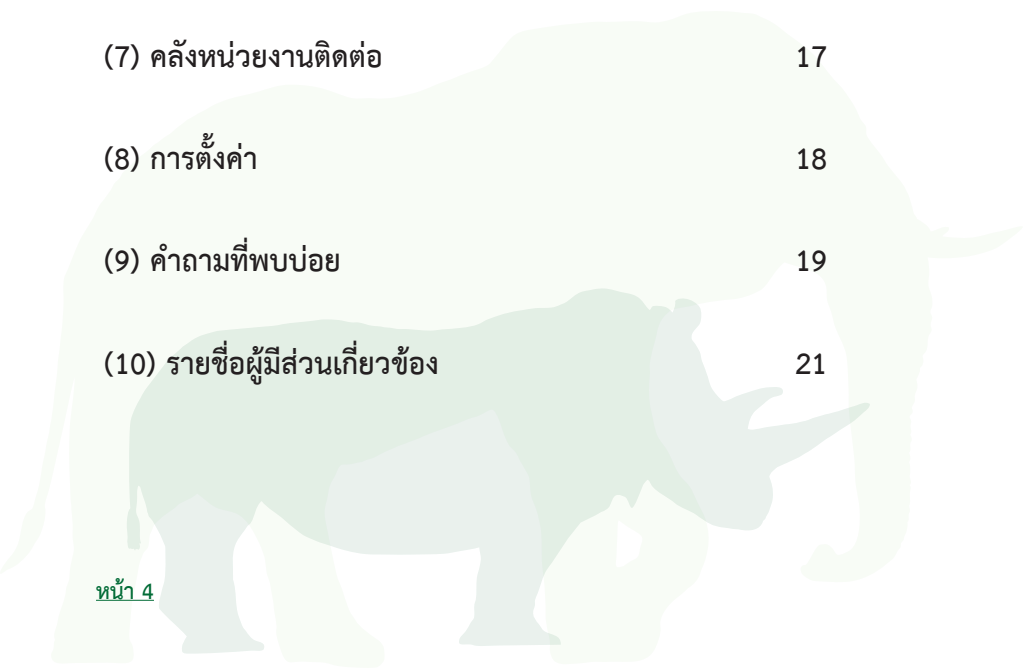 (7) คลังหน่วยงานติดต่อ 17
(8) การตั้งค่า 18
(9) คำถามที่พบบ่อย 19
(10) รายชื่อผู้มีส่วนเกี่ยวข้อง 21
หน้า 4